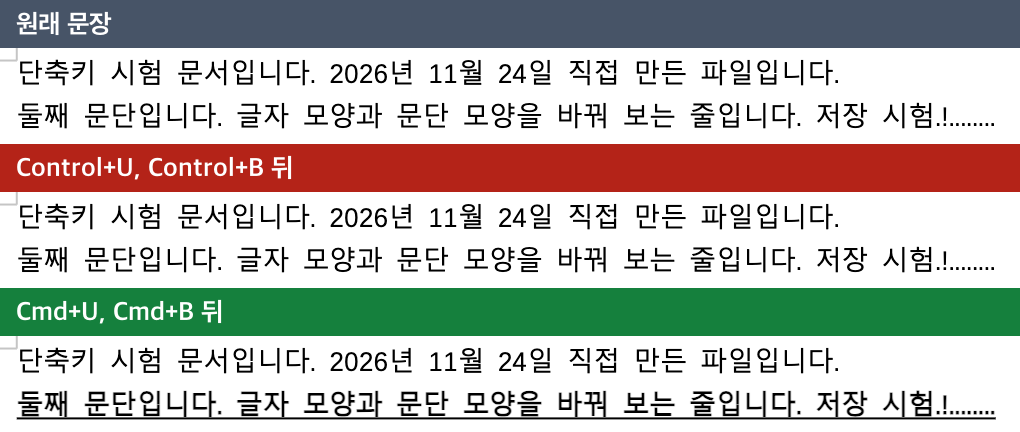 원래 문장
단축키 시험 문서입니다. 2026년 11월 24일 직접 만든 파일입니다.
둘째 문단입니다. 글자 모양과 문단 모양을 바꿔 보는 줄입니다. 저장 시험.!........
Control+U, Control+B 뒤
단축키 시험 문서입니다. 2026년 11월 24일 직접 만든 파일입니다.
둘째 문단입니다. 글자 모양과 문단 모양을 바꿔 보는 줄입니다. 저장 시험.!........
Cmd+U, Cmd+B 뒤
단축키 시험 문서입니다. 2026년 11월 24일 직접 만든 파일입니다.
둘째 문단입니다. 글자 모양과 문단 모양을 바꿔 보는 줄입니다. 저장 시험.!........